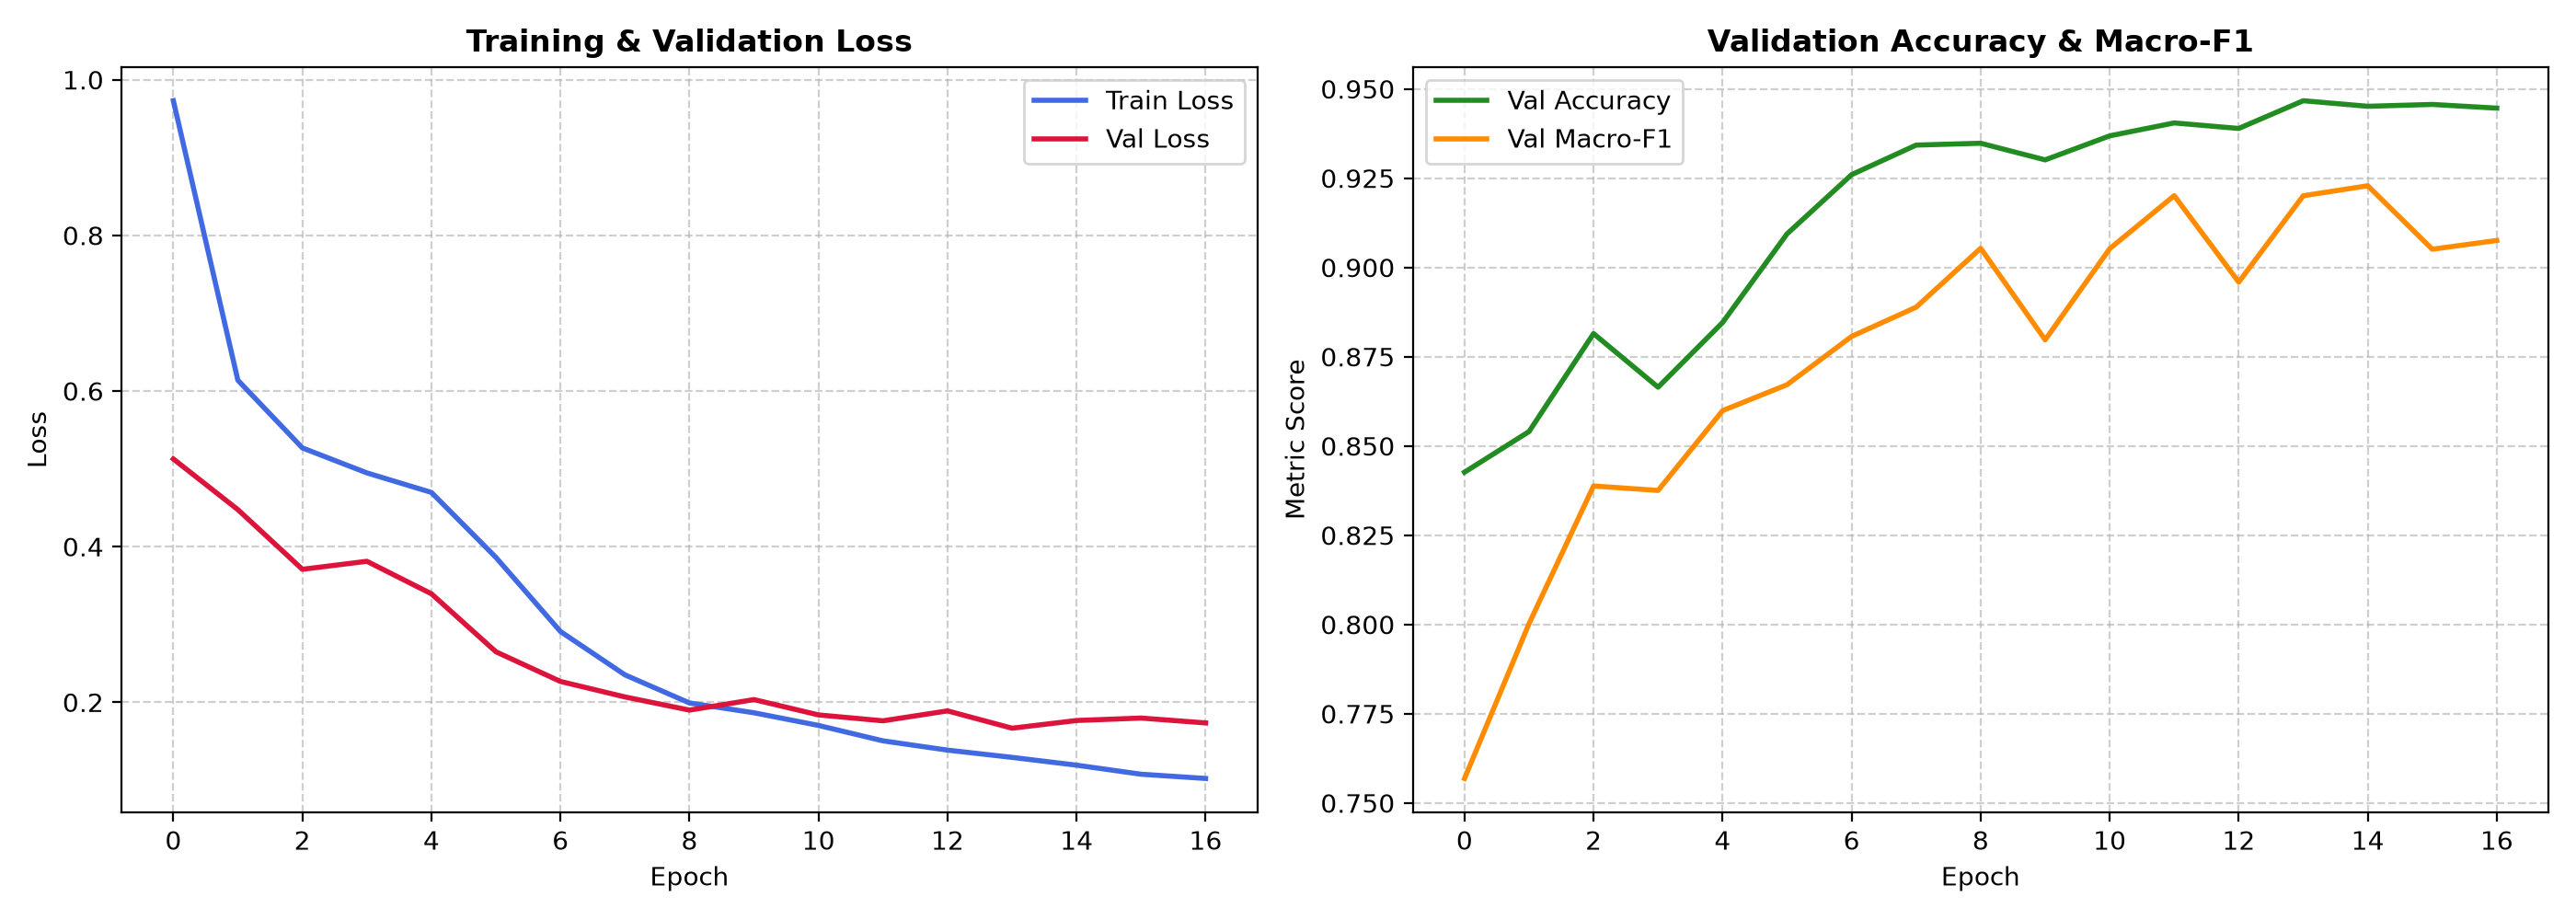 Training & Validation Loss
Train Loss
Val Loss
1.0
0.8
0.6
0.4
0.2
Loss
0 2 4 6 8 10 12 14 16
Epoch
Validation Accuracy & Macro-F1
Val Accuracy
Val Macro-F1
0.950
0.925
0.900
0.875
0.850
0.825
0.800
0.775
0.750
Metric Score
0 2 4 6 8 10 12 14 16
Epoch